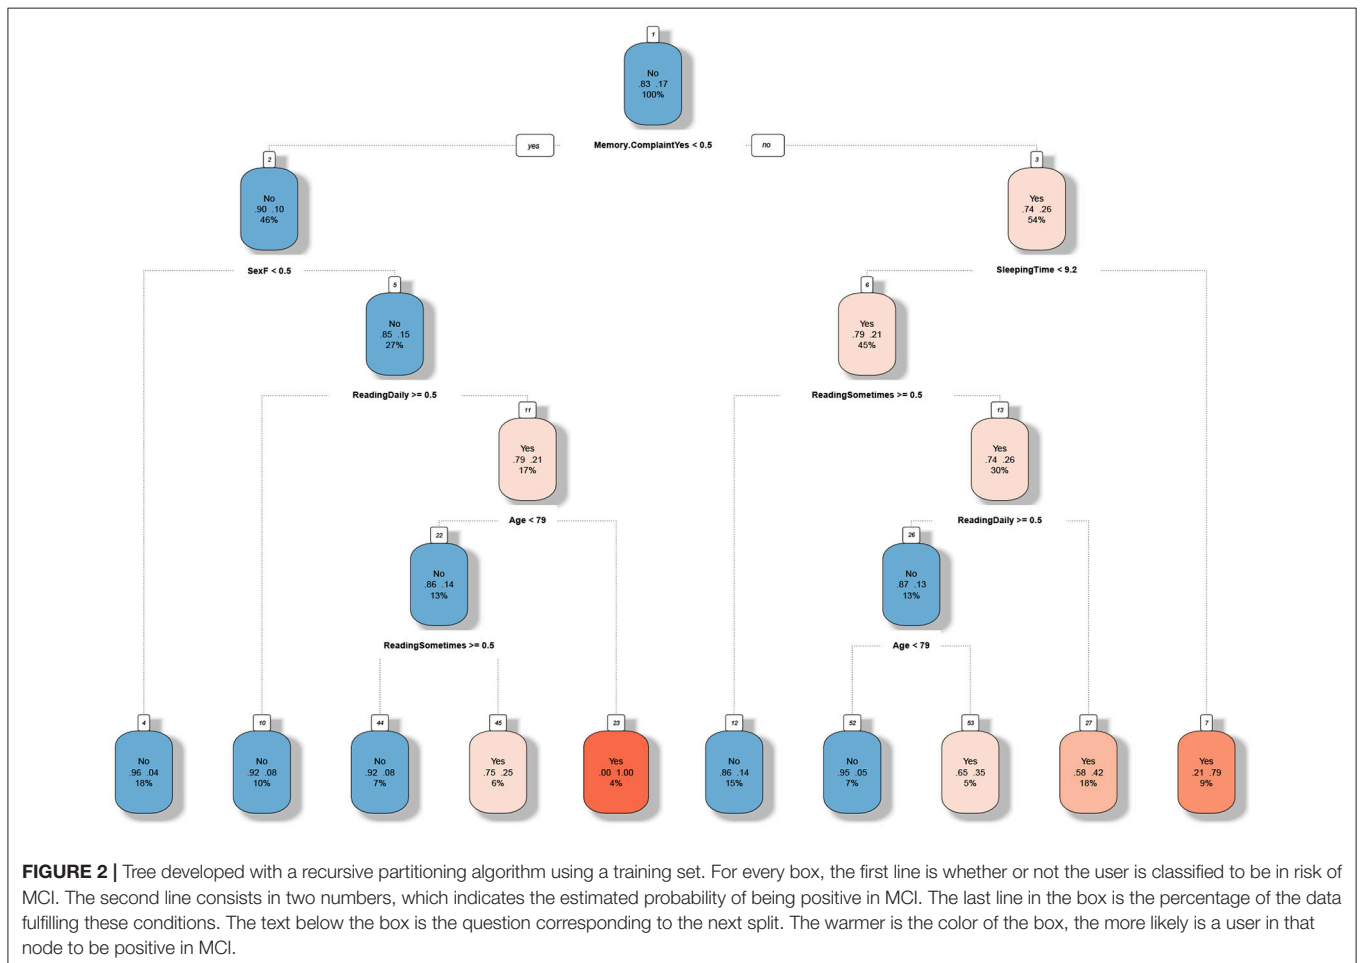 1
No
.83 .17
100%
yes
Memory.ComplaintYes < 0.5
no
2
No
.90 .10
46%
3
Yes
.74 .26
54%
SexF < 0.5
SleepingTime < 9.2
5
No
.85 .15
27%
6
Yes
.79 .21
45%
ReadingDaily >= 0.5
ReadingSometimes >= 0.5
11
Yes
.79 .21
17%
13
Yes
.74 .26
30%
Age < 79
ReadingDaily >= 0.5
22
No
.86 .14
13%
26
No
.87 .13
13%
ReadingSometimes >= 0.5
Age < 79
4
No
.96 .04
18%
10
No
.92 .08
10%
44
No
.92 .08
7%
45
Yes
.75 .25
6%
23
Yes
.00 1.00
4%
12
No
.86 .14
15%
52
No
.95 .05
7%
53
Yes
.65 .35
5%
27
Yes
.58 .42
18%
7
Yes
.21 .79
9%
FIGURE 2 | Tree developed with a recursive partitioning algorithm using a training set. For every box, the first line is whether or not the user is classified to be in risk of
MCI. The second line consists in two numbers, which indicates the estimated probability of being positive in MCI. The last line in the box is the percentage of the data
fulfilling these conditions. The text below the box is the question corresponding to the next split. The warmer is the color of the box, the more likely is a user in that
node to be positive in MCI.